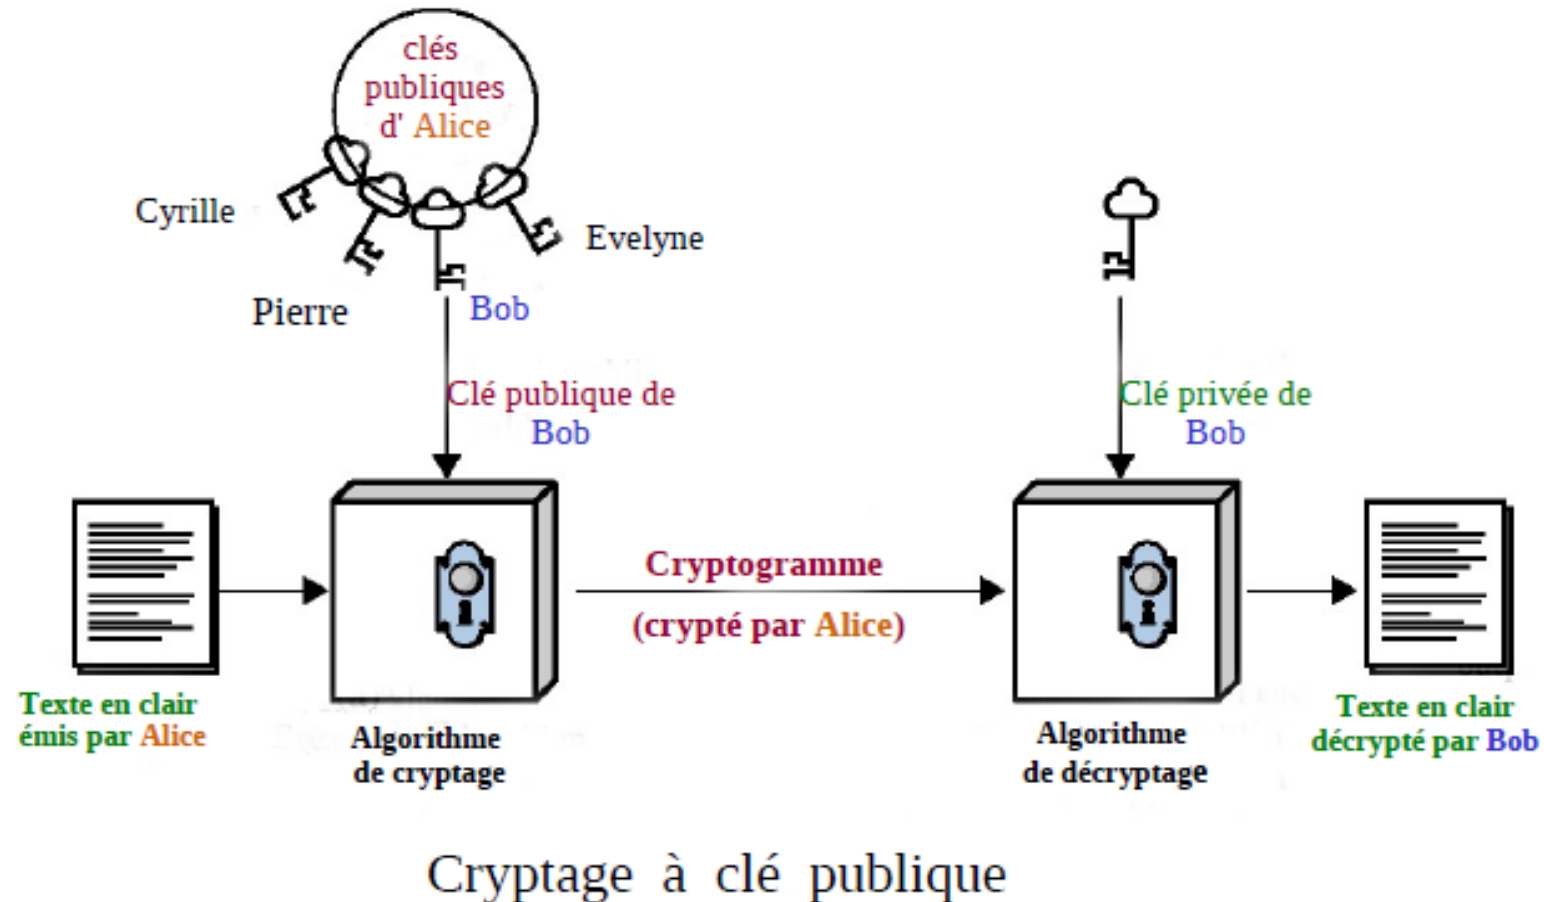 clés
publiques
d' Alice
Cyrille
Evelyne
Pierre
Bob
Clé publique de
Bob
Clé privée de
Bob
Cryptogramme
(crypté par Alice)
Texte en clair
émis par Alice
Algorithme
de cryptage
Algorithme
de décryptage
Texte en clair
décrypté par Bob
Cryptage à clé publique